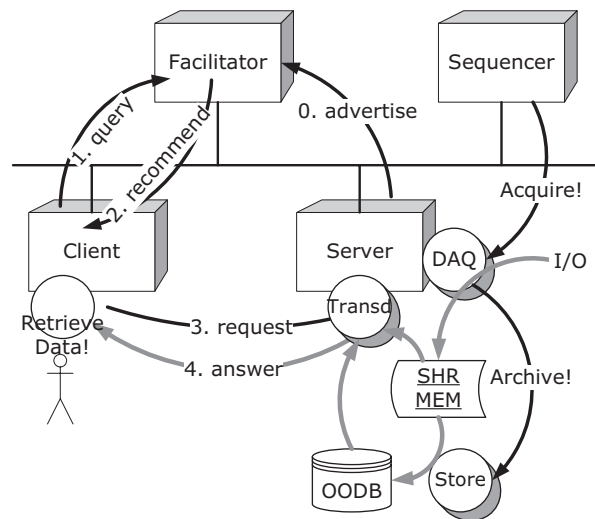 Facilitator
Sequencer
1. query
2. recommend
0. advertise
Acquire!
Client
Server
DAQ
I/O
Retrieve
Data!
Transd
3. request
4. answer
SHR
MEM
Archive!
OODB
Store